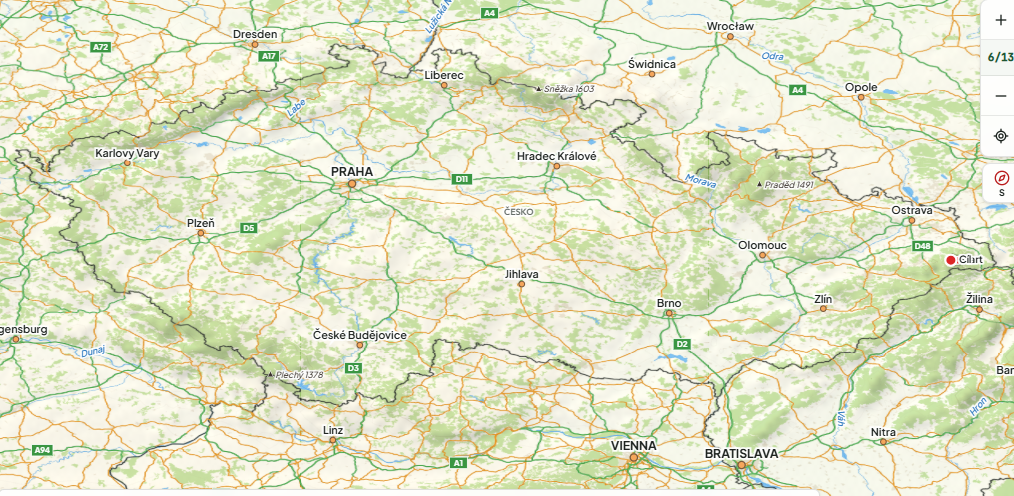 Wrocław
A4
Lužická N
Dresden
A72
A17
Odra
6/13
Świdnica
Liberec
Sněžka 1603
Opole
A4
Labe
Karlovy Vary
Hradec Králové
PRAHA
D11
Morava
Praděd 1491
S
ČESKO
Ostrava
Plzeň
D5
Olomouc
D48
Jihlava
Brno
Zlín
Žilina
gensburg
České Budějovice
D2
Dunaj
D3
Plechý 1378
Bar
Hron
Váh
Linz
Nitra
A94
VIENNA
BRATISLAVA
A1